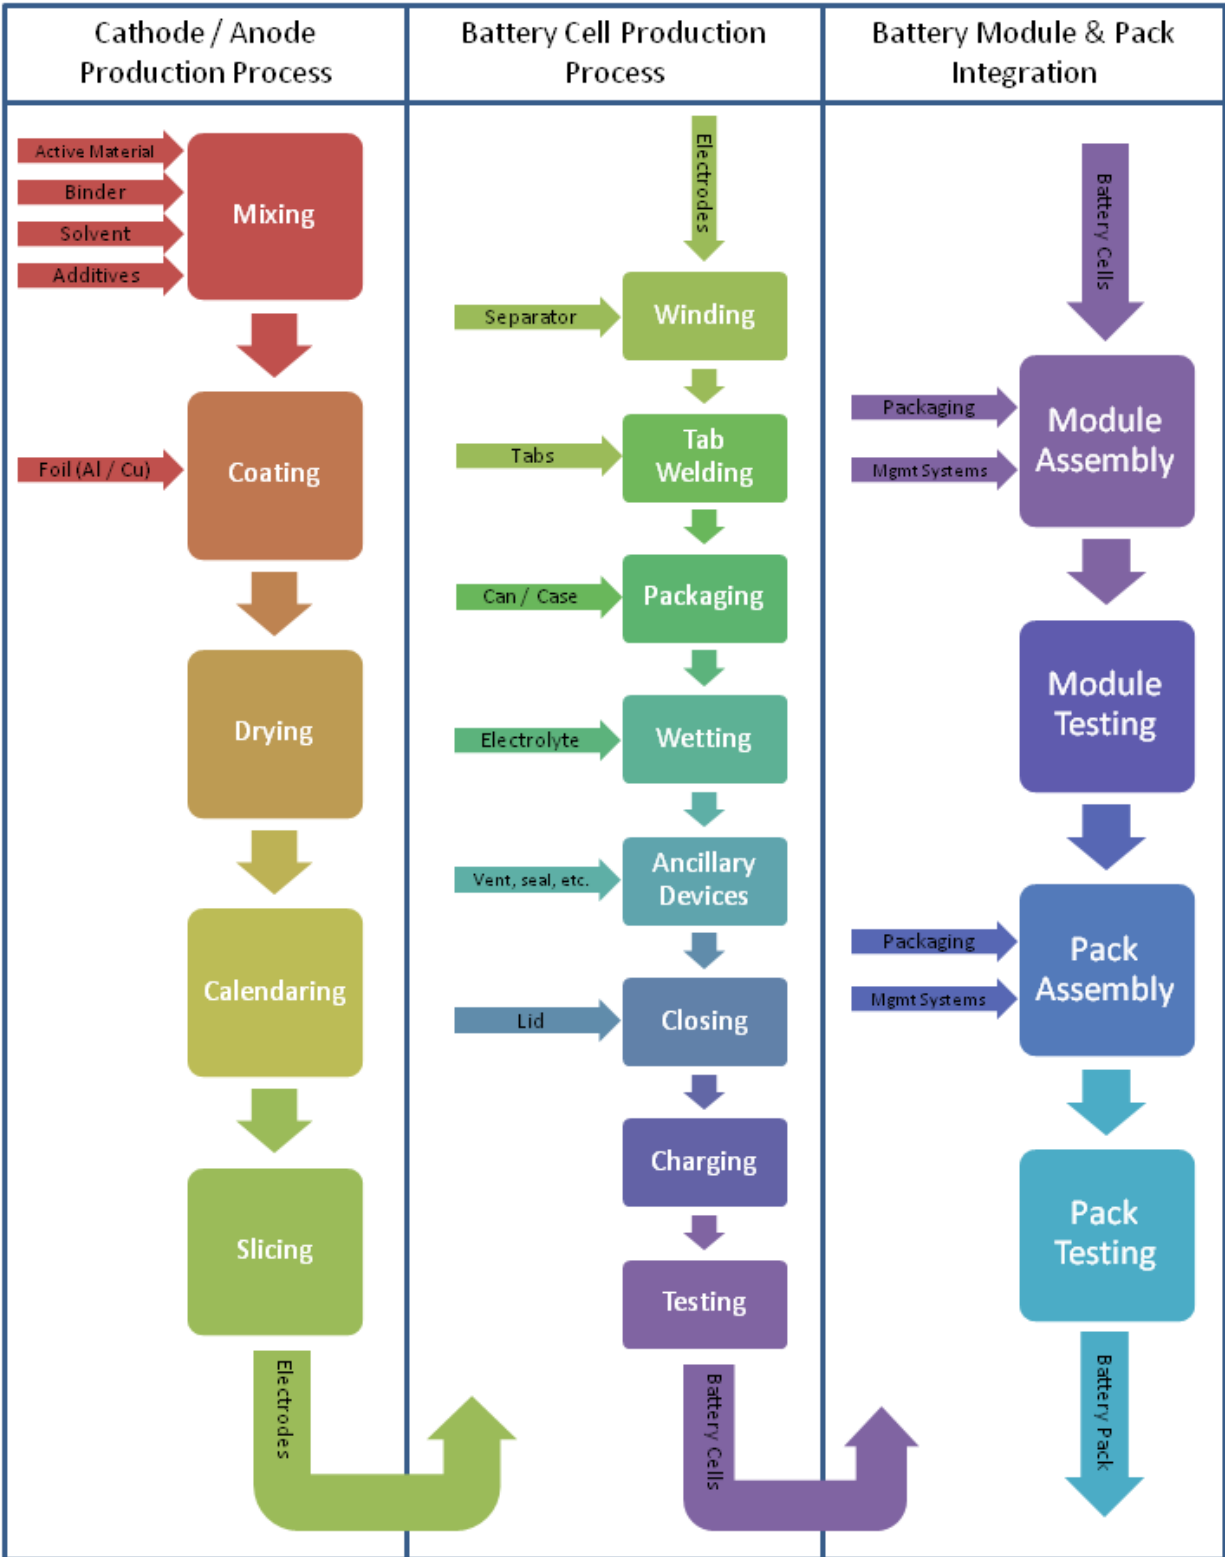 Cathode / Anode
Production Process
Active Material
Binder
Solvent
Additives
Mixing
Foil (Al / Cu)
Coating
Drying
Calendaring
Slicing
Electrodes
Battery Cell Production
Process
Electrodes
Separator
Winding
Tabs
Tab
Welding
Can / Case
Packaging
Electrolyte
Wetting
Vent, seal, etc.
Ancillary
Devices
Lid
Closing
Charging
Testing
Battery Cells
Battery Module & Pack
Integration
Battery Cells
Packaging
Mgmt Systems
Module
Assembly
Module
Testing
Packaging
Mgmt Systems
Pack
Assembly
Pack
Testing
Battery Pack